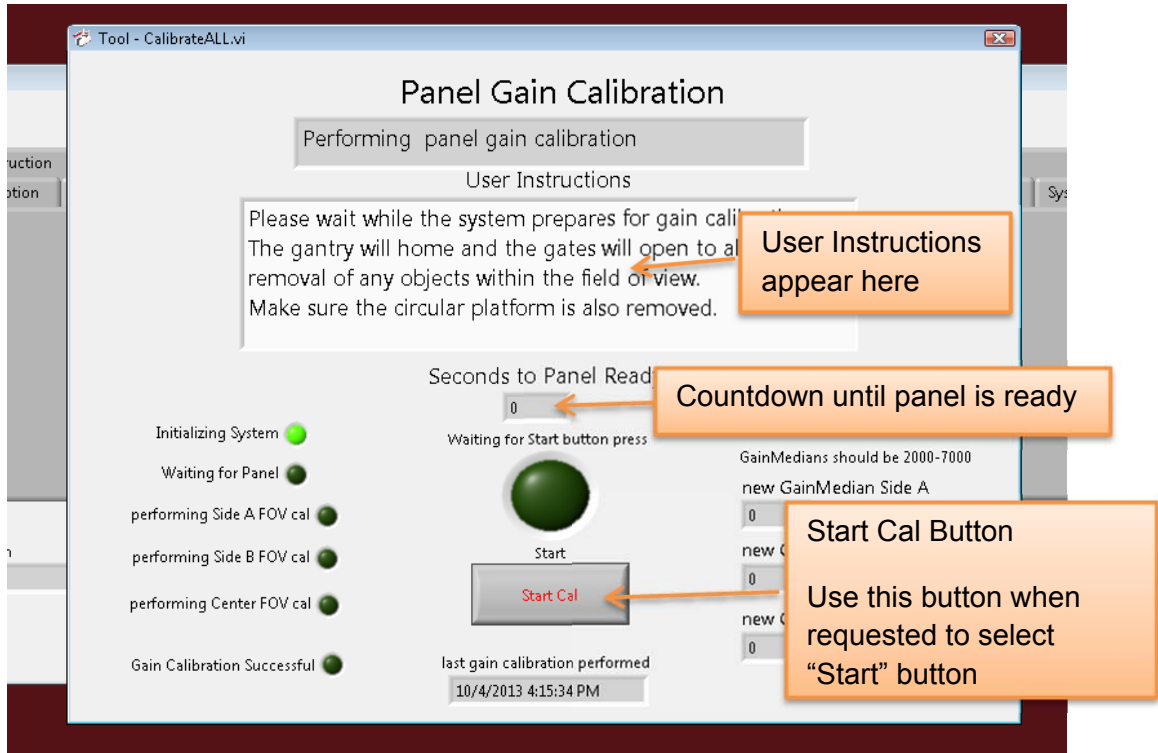 Tool - CalibrateALL.vi
Panel Gain Calibration
Performing panel gain calibration
User Instructions
Please wait while the system prepares for gain
The gantry will home and the gates will open to
removal of any objects within the field of view.
Make sure the circular platform is also removed.
User Instructions
appear here
Seconds to Panel
0
Countdown until panel is ready
Initializing System
Waiting for Panel
performing Side A FOV cal
performing Side B FOV cal
performing Center FOV cal
Gain Calibration Successful
Waiting for Start button press
Start
Start Cal
last gain calibration performed
10/4/2013 4:15:34 PM
GainMedians should be 2000-7000
new GainMedian Side A
0
new
0
new
0
Start Cal Button
Use this button when
requested to select
“Start” button